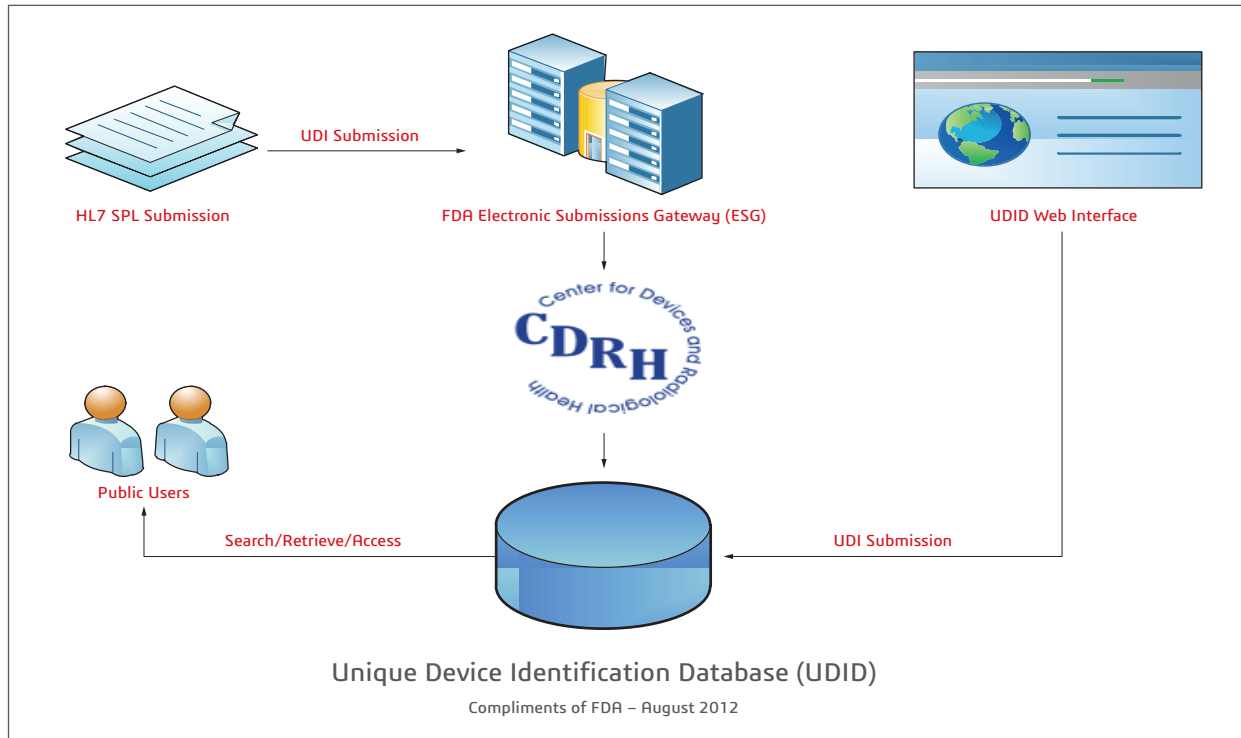 UDI Submission
HL7 SPL Submission
FDA Electronic Submissions Gateway (ESG)
UDID Web Interface
Center for Devices and Radiological Health
CDRH
Public Users
Search/Retrieve/Access
UDI Submission
Unique Device Identification Database (UDID)
Compliments of FDA – August 2012